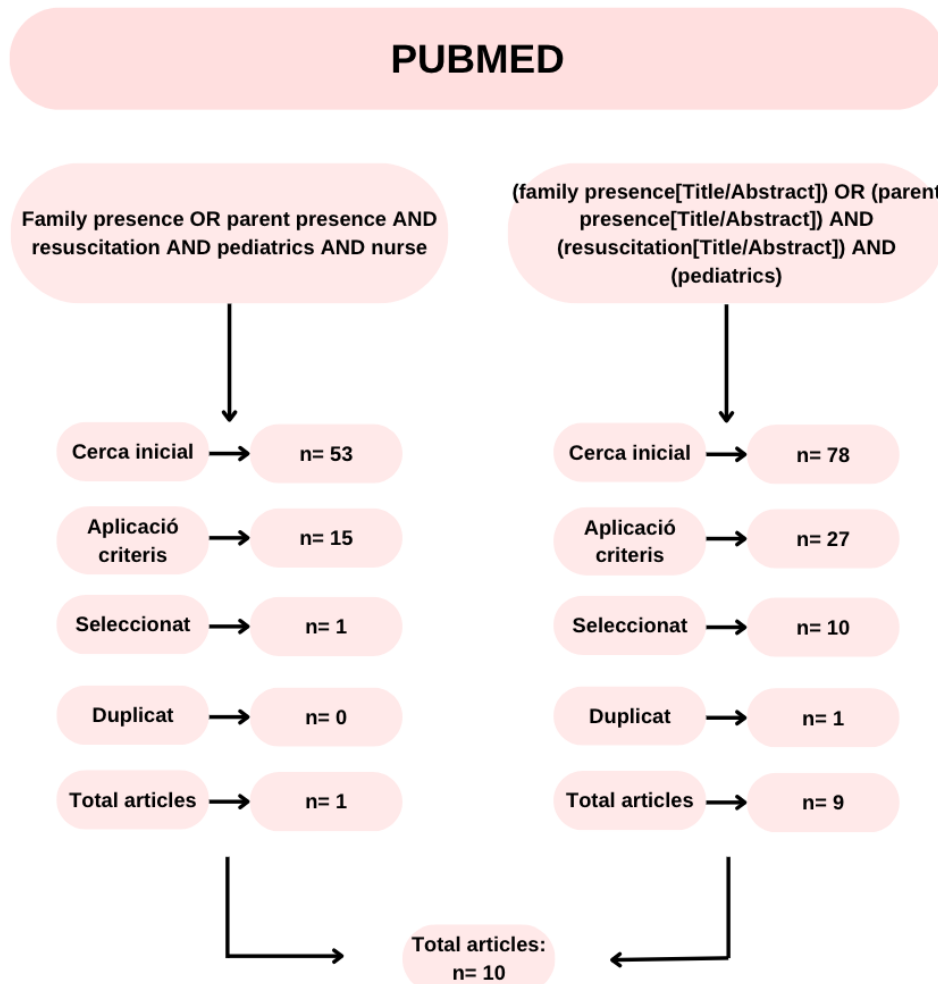 PUBMED
Family presence OR parent presence AND
resuscitation AND pediatrics AND nurse
Cerca inicial
n= 53
Aplicació
criteris
n= 15
Seleccionat
n= 1
Duplicat
n= 0
Total articles
n= 1
(family presence[Title/Abstract]) OR (parent
presence[Title/Abstract]) AND
(resuscitation[Title/Abstract]) AND
(pediatrics)
Cerca inicial
n= 78
Aplicació
criteris
n= 27
Seleccionat
n= 10
Duplicat
n= 1
Total articles
n= 9
Total articles:
n= 10